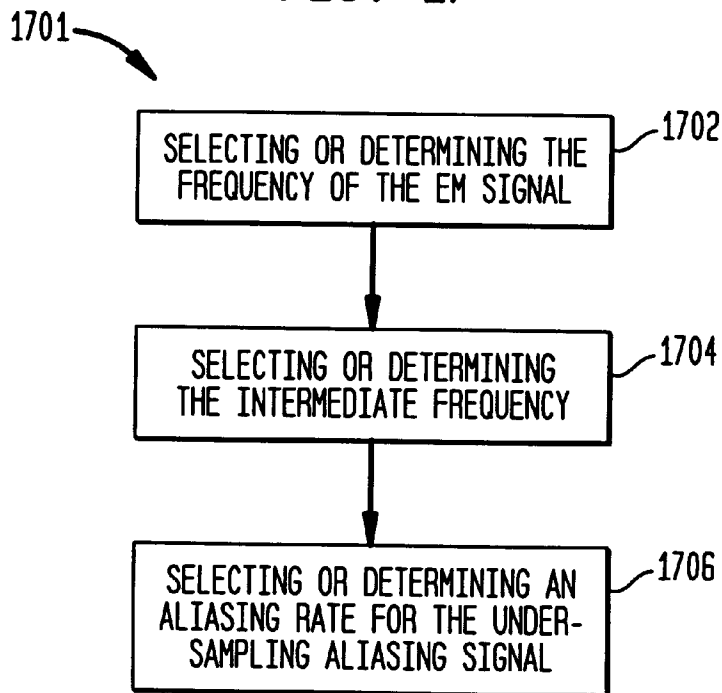 1701
SELECTING OR DETERMINING THE
FREQUENCY OF THE EM SIGNAL
1702
SELECTING OR DETERMINING
THE INTERMEDIATE FREQUENCY
1704
SELECTING OR DETERMINING AN
ALIASING RATE FOR THE UNDER-
SAMPLING ALIASING SIGNAL
1706